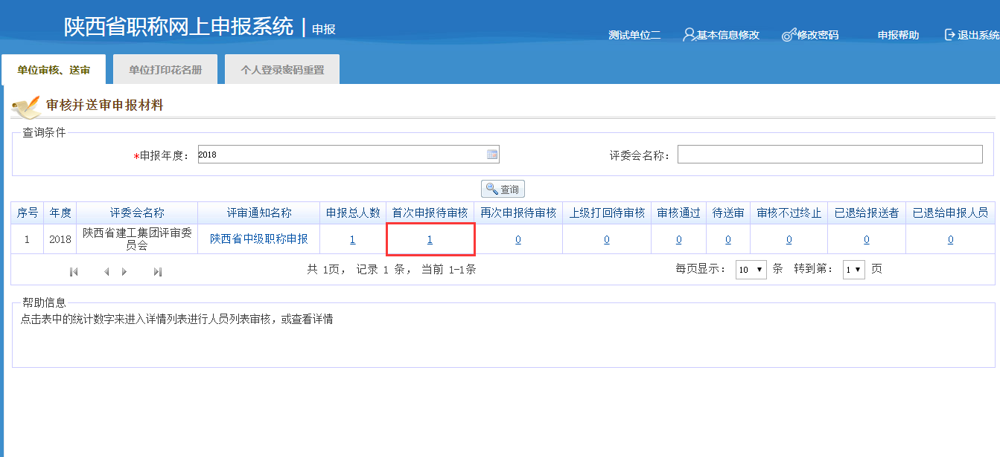 陕西省职称网上申报系统 | 申报
测试单位二 基本信息修改 修改密码 申报帮助 退出系统
单位审核、送审 单位打印花名册 个人登录密码重置
审核并送审申报材料
查询条件
*申报年度： 2018 评委会名称：
查询
序号 年度 评委会名称 评审通知名称 申报总人数 首次申报待审核 再次申报待审核 上级打回待审核 审核通过 待送审 审核不过终止 已退给报送者 已退给申报人员
1 2018 陕西省建工集团评审委员会 陕西省中级职称申报 1 1 0 0 0 0 0 0 0
共 1页， 记录 1 条， 当前 1-1条 每页显示： 10 条 转到第： 1 页
帮助信息
点击表中的统计数字来进入详情列表进行人员列表审核，或查看详情